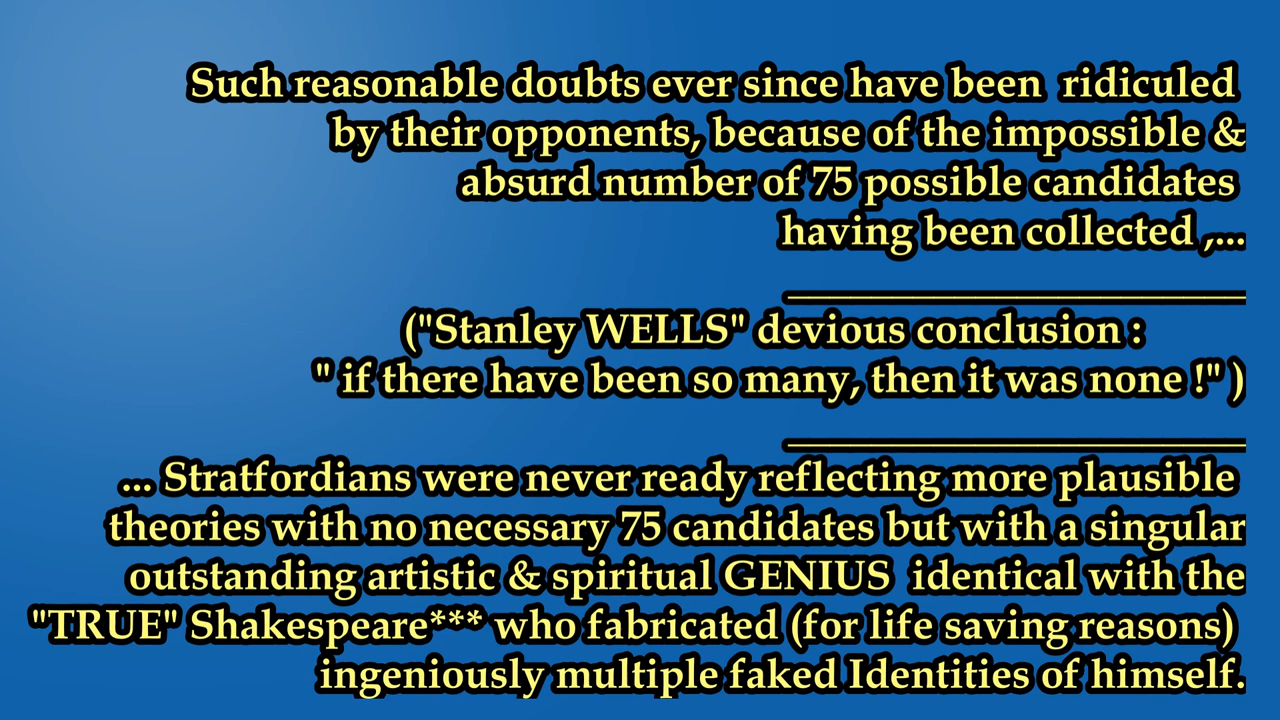 Such reasonable doubts ever since have been  ridiculed
by their opponents, because of the impossible &
absurd number of 75 possible candidates
having been collected ,...
("Stanley WELLS" devious conclusion :
" if there have been so many, then it was none !" )
... Stratfordians were never ready reflecting more plausible
theories with no necessary 75 candidates but with a singular
outstanding artistic & spiritual GENIUS  identical with the
"TRUE" Shakespeare*** who fabricated (for life saving reasons)
ingeniously multiple faked Identities of himself.